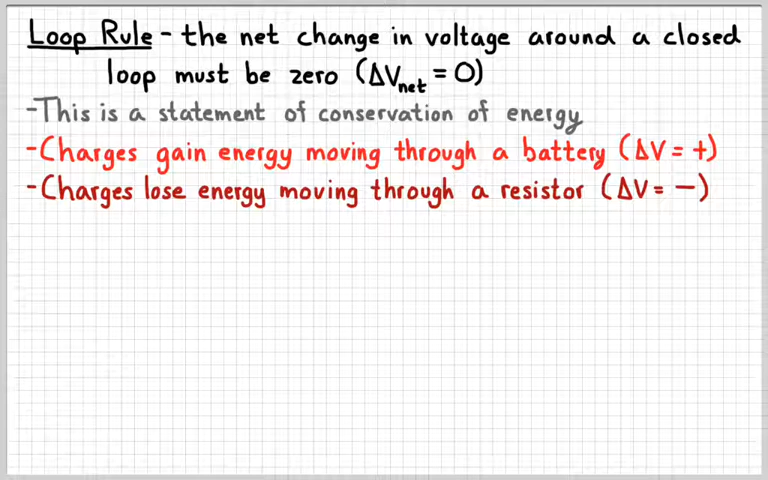 Loop Rule - the net change in voltage around a closed
loop must be zero (ΔVnet = 0)
- This is a statement of conservation of energy
- Charges gain energy moving through a battery (ΔV = +)
- Charges lose energy moving through a resistor (ΔV = -)